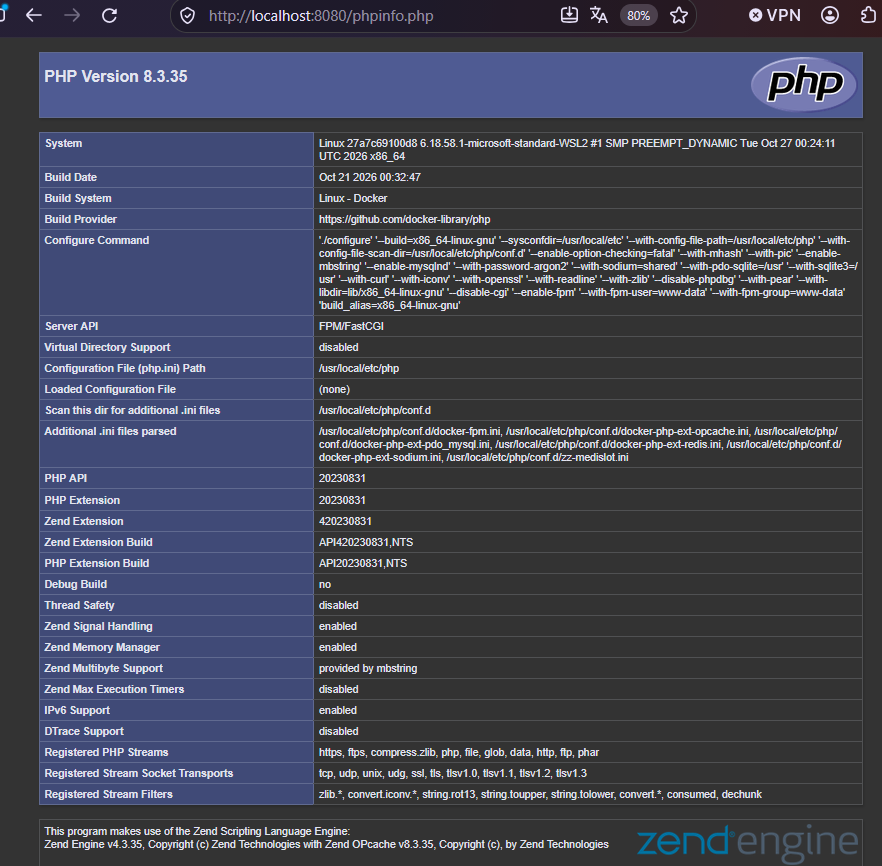 http://localhost:8080/phpinfo.php
80%
VPN
PHP Version 8.3.35
php
System
Linux 27a7c69100d8 6.18.58.1-microsoft-standard-WSL2 #1 SMP PREEMPT_DYNAMIC Tue Oct 27 00:24:11
UTC 2026 x86_64
Build Date
Oct 21 2026 00:32:47
Build System
Linux - Docker
Build Provider
https://github.com/docker-library/php
Configure Command
'./configure' '--build=x86_64-linux-gnu' '--sysconfdir=/usr/local/etc' '--with-config-file-path=/usr/local/etc/php' '--with-
config-file-scan-dir=/usr/local/etc/php/conf.d' '--enable-option-checking=fatal' '--with-mhash' '--with-pic' '--enable-
mbstring' '--enable-mysqlnd' '--with-password-argon2' '--with-sodium=shared' '--with-pdo-sqlite=/usr' '--with-sqlite3=/
usr' '--with-curl' '--with-iconv' '--with-openssl' '--with-readline' '--with-zlib' '--disable-phpdbg' '--with-pear' '--with-
libdir=lib/x86_64-linux-gnu' '--disable-cgi' '--enable-fpm' '--with-fpm-user=www-data' '--with-fpm-group=www-data'
'build_alias=x86_64-linux-gnu'
Server API
FPM/FastCGI
Virtual Directory Support
disabled
Configuration File (php.ini) Path
/usr/local/etc/php
Loaded Configuration File
(none)
Scan this dir for additional .ini files
/usr/local/etc/php/conf.d
Additional .ini files parsed
/usr/local/etc/php/conf.d/docker-fpm.ini, /usr/local/etc/php/conf.d/docker-php-ext-opcache.ini, /usr/local/etc/php/
conf.d/docker-php-ext-pdo_mysql.ini, /usr/local/etc/php/conf.d/docker-php-ext-redis.ini, /usr/local/etc/php/conf.d/
docker-php-ext-sodium.ini, /usr/local/etc/php/conf.d/zz-medislot.ini
PHP API
20230831
PHP Extension
20230831
Zend Extension
420230831
Zend Extension Build
API420230831,NTS
PHP Extension Build
API20230831,NTS
Debug Build
no
Thread Safety
disabled
Zend Signal Handling
enabled
Zend Memory Manager
enabled
Zend Multibyte Support
provided by mbstring
Zend Max Execution Timers
disabled
IPv6 Support
enabled
DTrace Support
disabled
Registered PHP Streams
https, ftps, compress.zlib, php, file, glob, data, http, ftp, phar
Registered Stream Socket Transports
tcp, udp, unix, udg, ssl, tls, tlsv1.0, tlsv1.1, tlsv1.2, tlsv1.3
Registered Stream Filters
zlib.*, convert.iconv.*, string.rot13, string.toupper, string.tolower, convert.*, consumed, dechunk
This program makes use of the Zend Scripting Language Engine:
Zend Engine v4.3.35, Copyright (c) Zend Technologies with Zend OPcache v8.3.35, Copyright (c), by Zend Technologies
zend engine